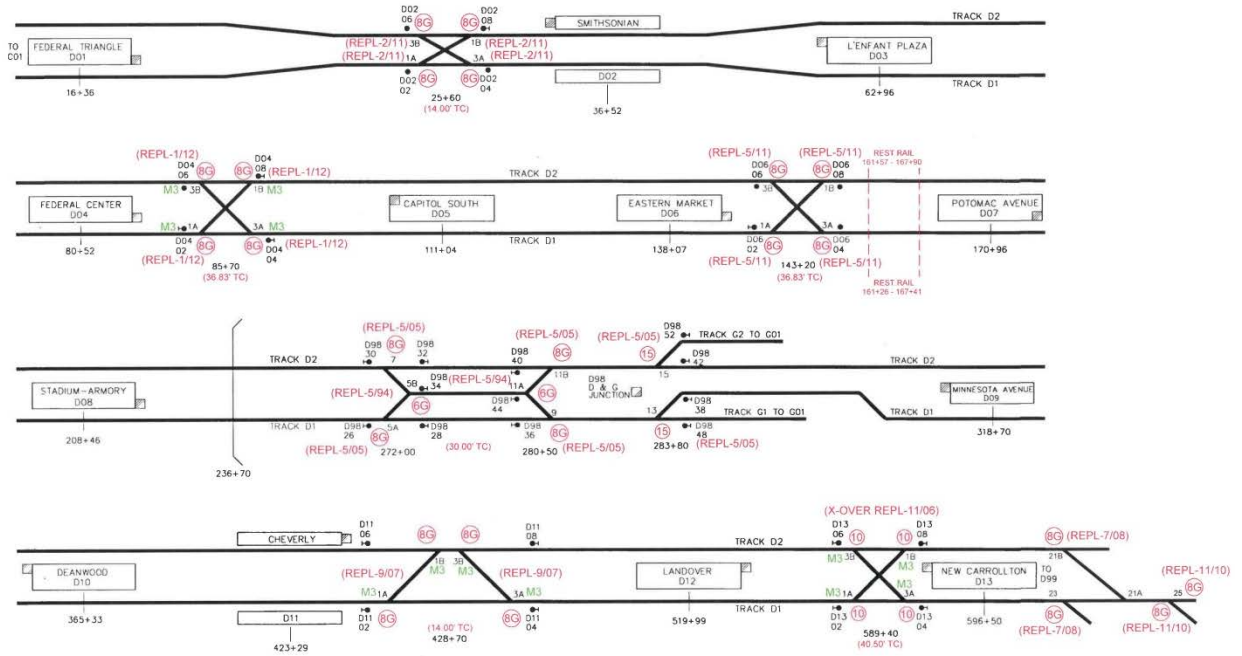 D02
06
8G
D02
08
8G
SMITHSONIAN
TRACK D2
TO
C01
FEDERAL TRIANGLE
D01
(REPL-2/11)
3B
1B
(REPL-2/11)
(REPL-2/11)
1A
3A
(REPL-2/11)
L'ENFANT PLAZA
D03
D02
02
8G
8G
D02
04
D02
TRACK D1
16+36
25+60
(14.00' TC)
36+52
62+96
(REPL-1/12)
D04
06
8G
8G
D04
08
(REPL-1/12)
TRACK D2
(REPL-5/11)
D06
06
8G
(REPL-5/11)
8G
D06
08
REST RAIL
161+57 - 167+90
M3
3B
1B
M3
3B
1B
FEDERAL CENTER
D04
CAPITOL SOUTH
D05
EASTERN MARKET
D06
POTOMAC AVENUE
D07
M3
1A
3A
M3
1A
3A
D04
02
8G
8G
D04
04
(REPL-1/12)
TRACK D1
D06
02
8G
8G
D06
04
(REPL-1/12)
(REPL-5/11)
(REPL-5/11)
80+52
85+70
(36.83' TC)
111+04
138+07
143+20
(36.83' TC)
170+96
REST RAIL
161+26 - 167+41
(REPL-5/05)
D98
30
8G
7
D98
32
D98
40
(REPL-5/05)
8G
(REPL-5/05)
15
D98
52
TRACK G2 TO G01
TRACK D2
11B
15
D98
42
TRACK D2
STADIUM-ARMORY
D08
(REPL-5/94)
5B
D98
34
(REPL-5/94)
11A
D98
D & G
JUNCTION
MINNESOTA AVENUE
D09
6G
D98
44
6G
D98
38
TRACK D1
5A
9
13
TRACK G1 TO G01
TRACK D1
D98
26
8G
D98
28
D98
36
8G
15
D98
48
(REPL-5/05)
272+00
(30.00' TC)
280+50
(REPL-5/05)
283+80
(REPL-5/05)
208+46
318+70
236+70
CHEVERLY
D11
06
8G
8G
D11
08
TRACK D2
(X-OVER REPL-11/06)
D13
06
10
10
D13
08
8G
(REPL-7/08)
1B
3B
M3
M3
M3
3B
1B
M3
21B
DEANWOOD
D10
(REPL-9/07)
(REPL-9/07)
LANDOVER
D12
NEW CARROLLTON
D13
TO
D99
(REPL-11/10)
8G
M3
1A
3A
M3
M3
1A
3A
M3
23
21A
25
D11
D11
02
8G
(14.00' TC)
428+70
8G
D11
04
TRACK D1
D13
02
10
10
D13
04
8G
(REPL-7/08)
8G
(REPL-11/10)
365+33
423+29
519+99
589+40
(40.50' TC)
596+50